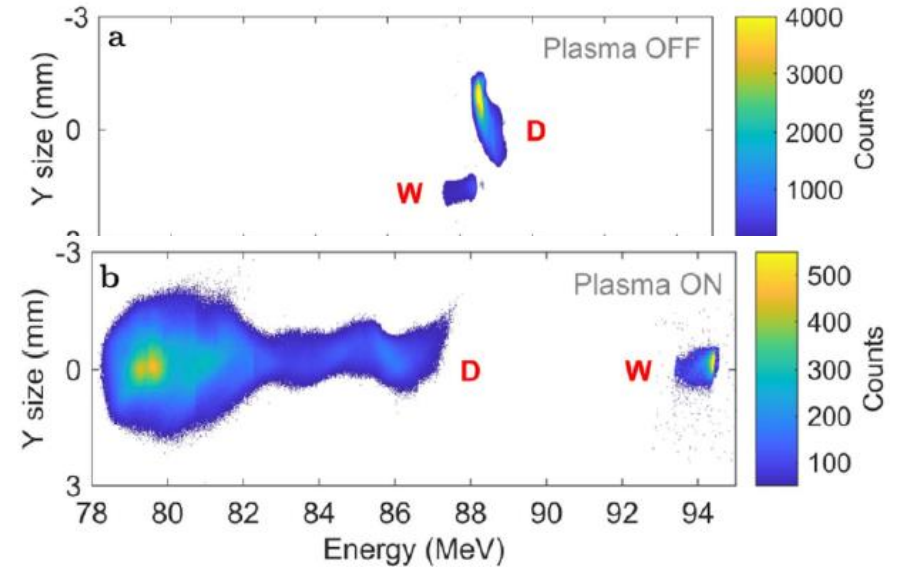 -3
a
Plasma OFF
Y size (mm)
0
D
W
4000
3000
2000
1000
Counts
-3
b
Plasma ON
Y size (mm)
0
D
W
3
78 80 82 84 86 88 90 92 94
Energy (MeV)
500
400
300
200
100
Counts